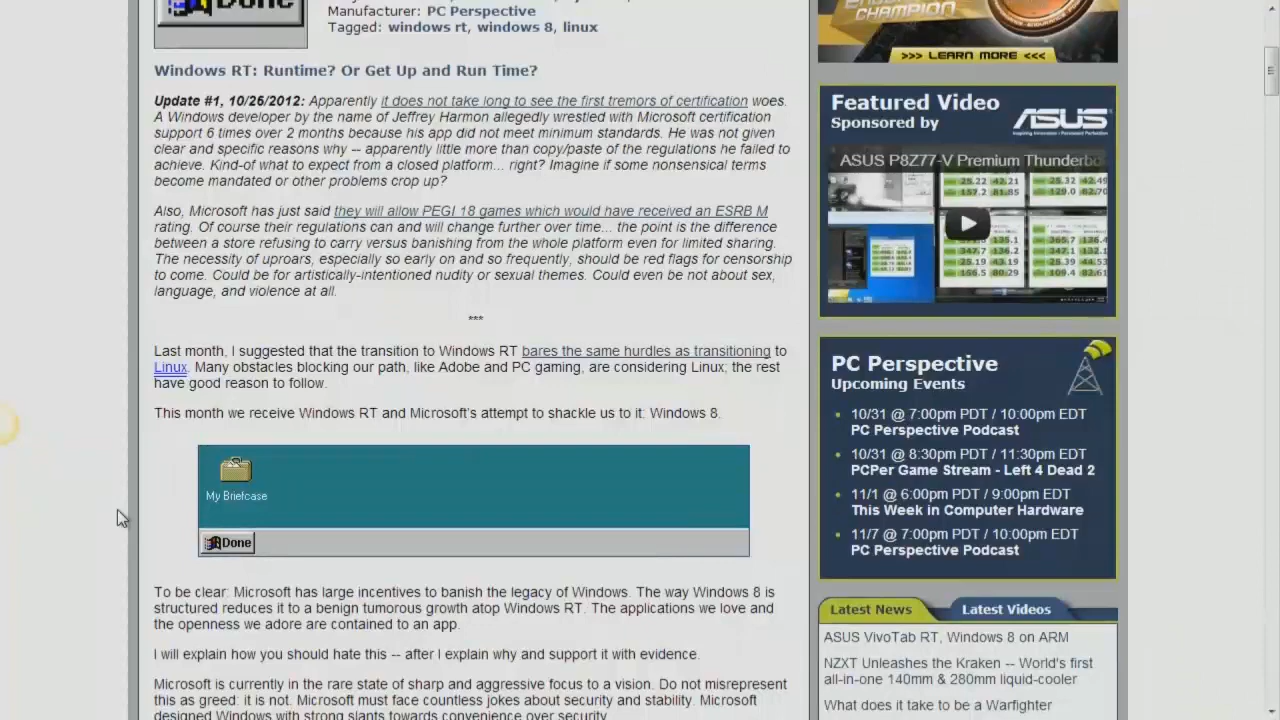 Done
Manufacturer: PC Perspective
Tagged: windows rt, windows 8, linux
Windows RT: Runtime? Or Get Up and Run Time?
Update #1, 10/26/2012: Apparently it does not take long to see the first tremors of certification woes.
A Windows developer by the name of Jeffrey Harmon allegedly wrestled with Microsoft certification
support 6 times over 2 months because his app did not meet minimum standards. He was not given
clear and specific reasons why -- apparently little more than copy/paste of the regulations he failed to
achieve. Kind-of what to expect from a closed platform... right? Imagine if some nonsensical terms
become mandated or other problems crop up?
Also, Microsoft has just said they will allow PEGI 18 games which would have received an ESRB M
rating. Of course their regulations can and will change further over time... the point is the difference
between a store refusing to carry versus banishing from the whole platform even for limited sharing.
The necessity of uproars, especially so early on and so frequently, should be red flags for censorship
to come. Could be for artistically-intentioned nudity or sexual themes. Could even be not about sex,
language, and violence at all.
***
Last month, I suggested that the transition to Windows RT bares the same hurdles as transitioning to
Linux. Many obstacles blocking our path, like Adobe and PC gaming, are considering Linux; the rest
have good reason to follow.
This month we receive Windows RT and Microsoft's attempt to shackle us to it: Windows 8.
My Briefcase
Done
To be clear: Microsoft has large incentives to banish the legacy of Windows. The way Windows 8 is
structured reduces it to a benign tumorous growth atop Windows RT. The applications we love and
the openness we adore are contained to an app.
I will explain how you should hate this -- after I explain why and support it with evidence.
Microsoft is currently in the rare state of sharp and aggressive focus to a vision. Do not misrepresent
this as greed: it is not. Microsoft must face countless jokes about security and stability. Microsoft
designed Windows with strong slants towards convenience over security.
CHAMPION
>>> LEARN MORE <<<
Featured Video
Sponsored by
ASUS
Inspiring Innovation • Persistent Perfection
ASUS P8Z77-V Premium Thunderbo
PC Perspective
Upcoming Events
10/31 @ 7:00pm PDT / 10:00pm EDT
PC Perspective Podcast
10/31 @ 8:30pm PDT / 11:30pm EDT
PCPer Game Stream - Left 4 Dead 2
11/1 @ 6:00pm PDT / 9:00pm EDT
This Week in Computer Hardware
11/7 @ 7:00pm PDT / 10:00pm EDT
PC Perspective Podcast
Latest News
Latest Videos
ASUS VivoTab RT, Windows 8 on ARM
NZXT Unleashes the Kraken -- World's first
all-in-one 140mm & 280mm liquid-cooler
What does it take to be a Warfighter